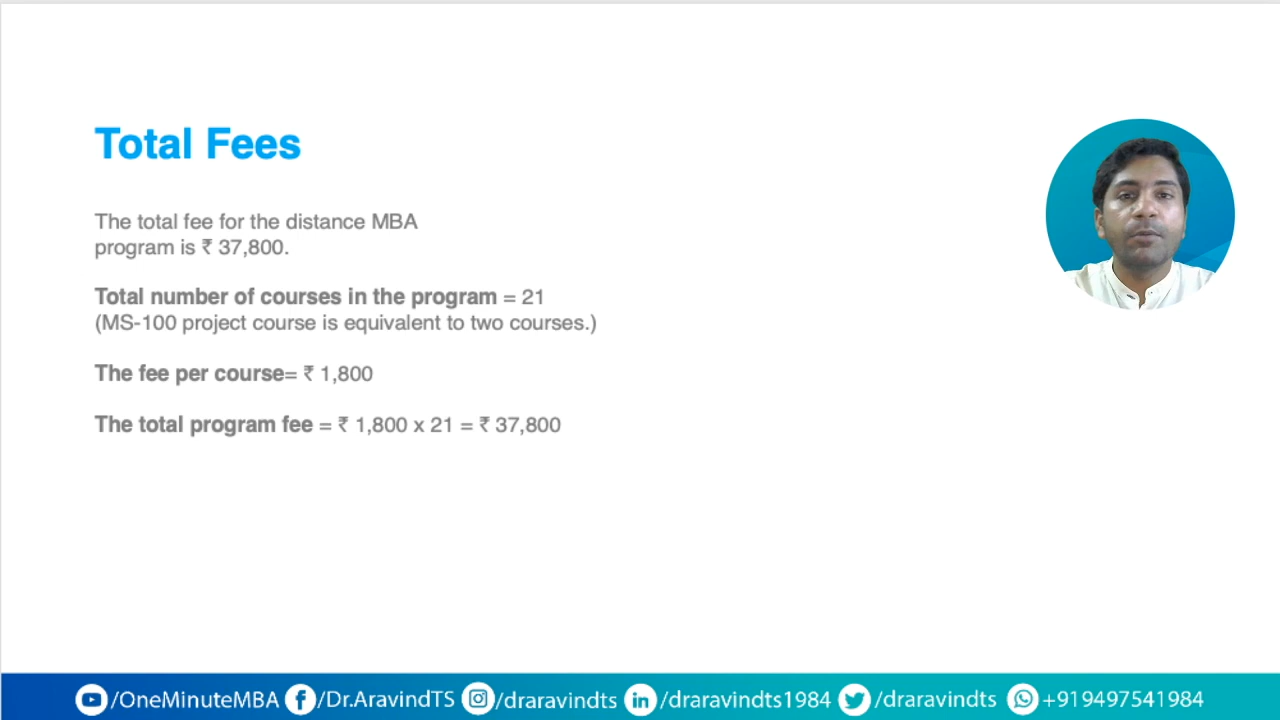 Total Fees
The total fee for the distance MBA
program is ₹ 37,800.
Total number of courses in the program = 21
(MS-100 project course is equivalent to two courses.)
The fee per course= ₹ 1,800
The total program fee = ₹ 1,800 x 21 = ₹ 37,800
/OneMinuteMBA /Dr.AravindTS /draravindts /draravindts1984 /draravindts +919497541984